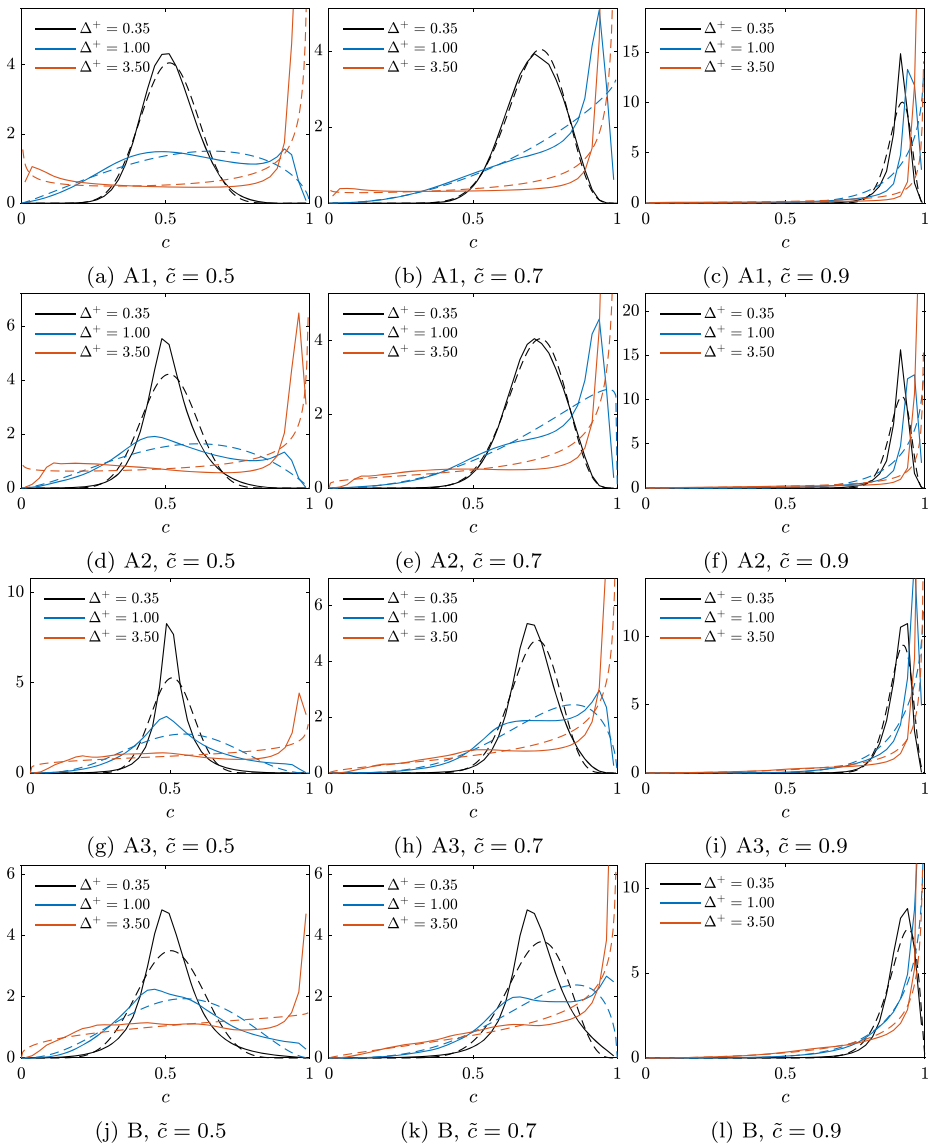 Δ⁺ = 0.35
Δ⁺ = 1.00
Δ⁺ = 3.50
4
2
0
0
0.5
1
c
(a) A1, c̃ = 0.5
Δ⁺ = 0.35
Δ⁺ = 1.00
Δ⁺ = 3.50
4
2
0
0
0.5
1
c
(b) A1, c̃ = 0.7
Δ⁺ = 0.35
Δ⁺ = 1.00
Δ⁺ = 3.50
15
10
5
0
0
0.5
1
c
(c) A1, c̃ = 0.9
Δ⁺ = 0.35
Δ⁺ = 1.00
Δ⁺ = 3.50
6
4
2
0
0
0.5
1
c
(d) A2, c̃ = 0.5
Δ⁺ = 0.35
Δ⁺ = 1.00
Δ⁺ = 3.50
4
2
0
0
0.5
1
c
(e) A2, c̃ = 0.7
Δ⁺ = 0.35
Δ⁺ = 1.00
Δ⁺ = 3.50
20
15
10
5
0
0
0.5
1
c
(f) A2, c̃ = 0.9
Δ⁺ = 0.35
Δ⁺ = 1.00
Δ⁺ = 3.50
10
5
0
0
0.5
1
c
(g) A3, c̃ = 0.5
Δ⁺ = 0.35
Δ⁺ = 1.00
Δ⁺ = 3.50
6
4
2
0
0
0.5
1
c
(h) A3, c̃ = 0.7
Δ⁺ = 0.35
Δ⁺ = 1.00
Δ⁺ = 3.50
10
5
0
0
0.5
1
c
(i) A3, c̃ = 0.9
Δ⁺ = 0.35
Δ⁺ = 1.00
Δ⁺ = 3.50
6
4
2
0
0
0.5
1
c
(j) B, c̃ = 0.5
Δ⁺ = 0.35
Δ⁺ = 1.00
Δ⁺ = 3.50
6
4
2
0
0
0.5
1
c
(k) B, c̃ = 0.7
Δ⁺ = 0.35
Δ⁺ = 1.00
Δ⁺ = 3.50
10
5
0
0
0.5
1
c
(l) B, c̃ = 0.9